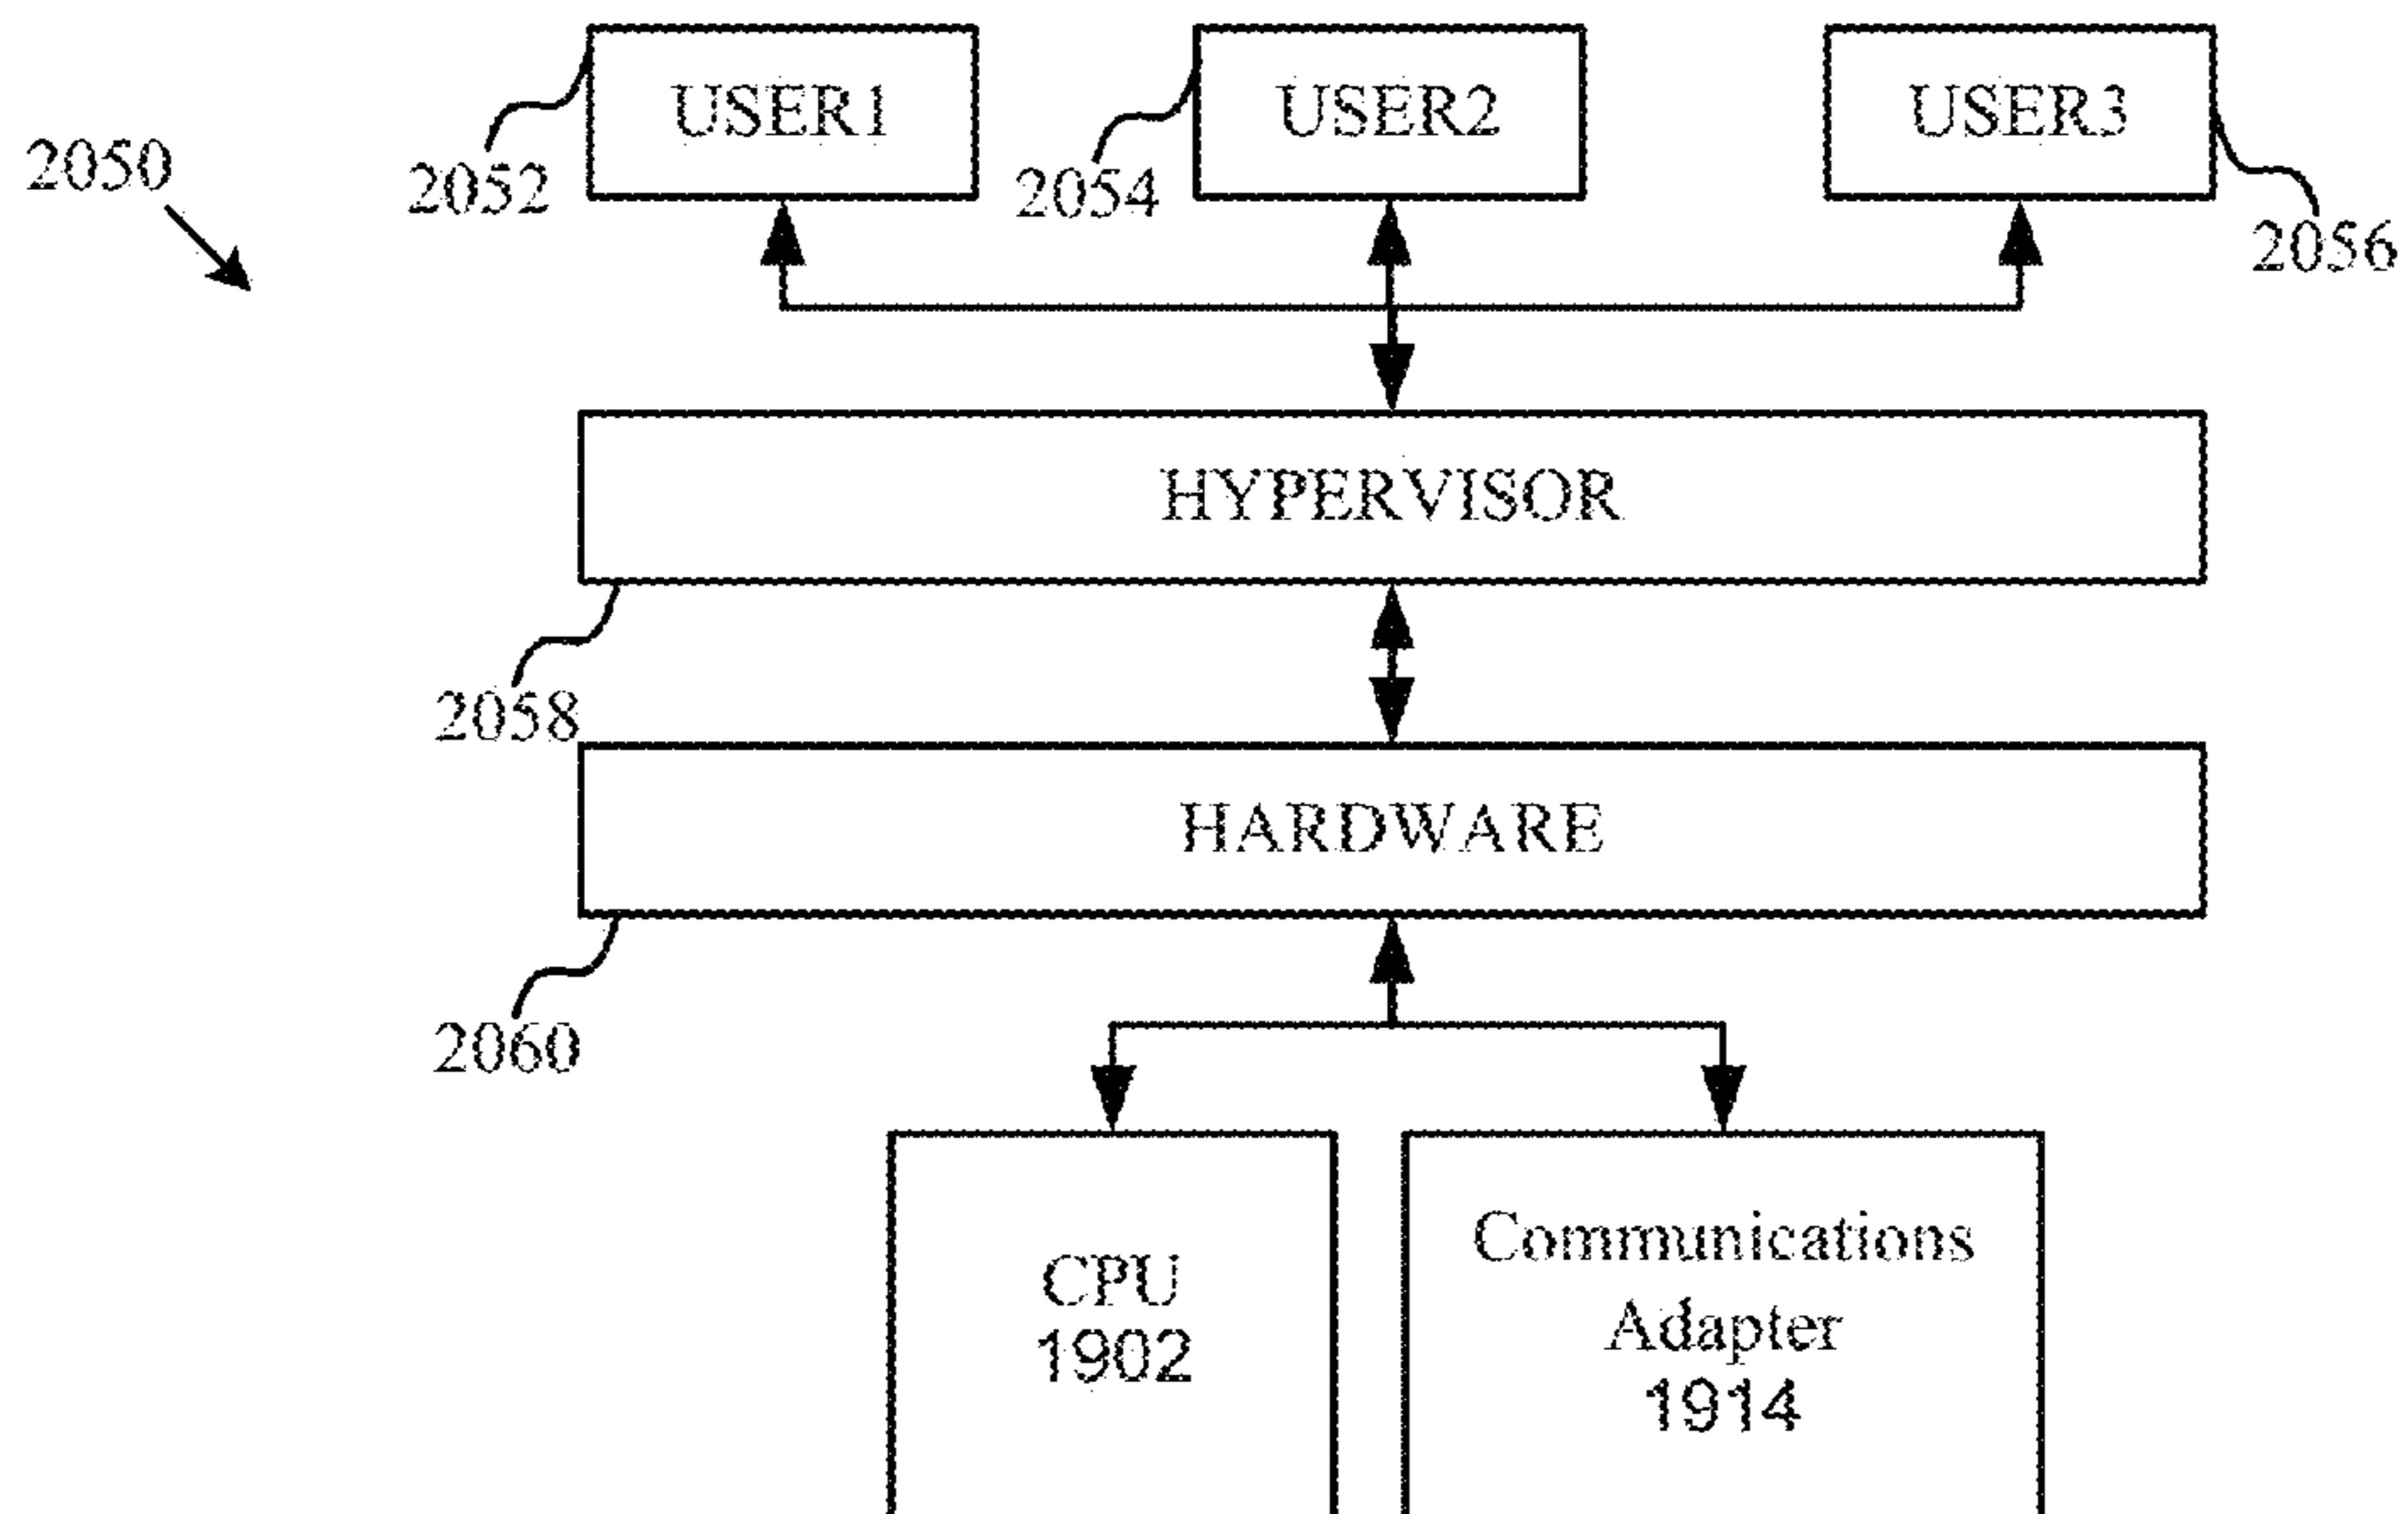 USER1
USER2
USER3
2050
2052
2054
2056
HYPERVISOR
2058
HARDWARE
2060
CPU
1902
Communications
Adapter
1914